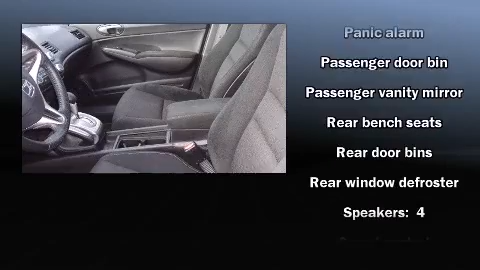 Panic alarm
Passenger door bin
Passenger vanity mirror
Rear bench seats
Rear door bins
Rear window defroster
Speakers: 4